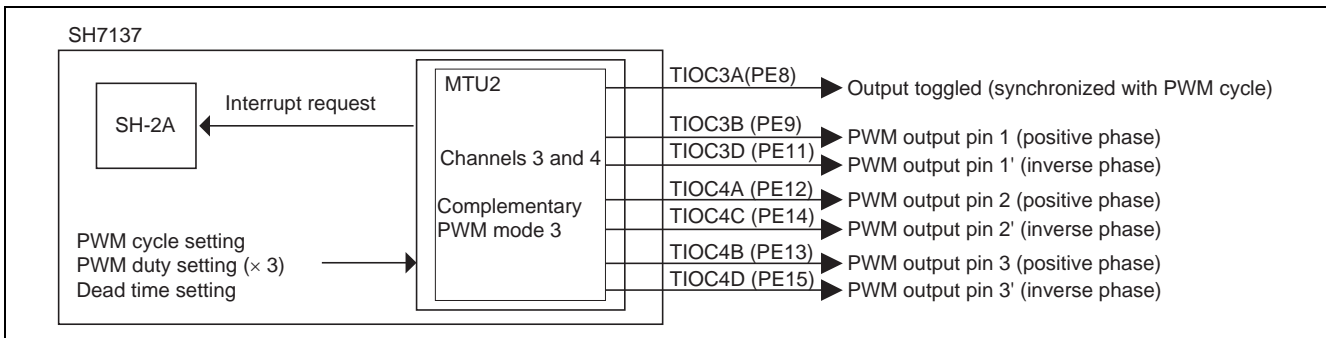 SH7137
SH-2A
Interrupt request
MTU2
Channels 3 and 4
Complementary
PWM mode 3
PWM cycle setting
PWM duty setting (× 3)
Dead time setting
TIOC3A(PE8)
Output toggled (synchronized with PWM cycle)
TIOC3B (PE9)
PWM output pin 1 (positive phase)
TIOC3D (PE11)
PWM output pin 1' (inverse phase)
TIOC4A (PE12)
PWM output pin 2 (positive phase)
TIOC4C (PE14)
PWM output pin 2' (inverse phase)
TIOC4B (PE13)
PWM output pin 3 (positive phase)
TIOC4D (PE15)
PWM output pin 3' (inverse phase)